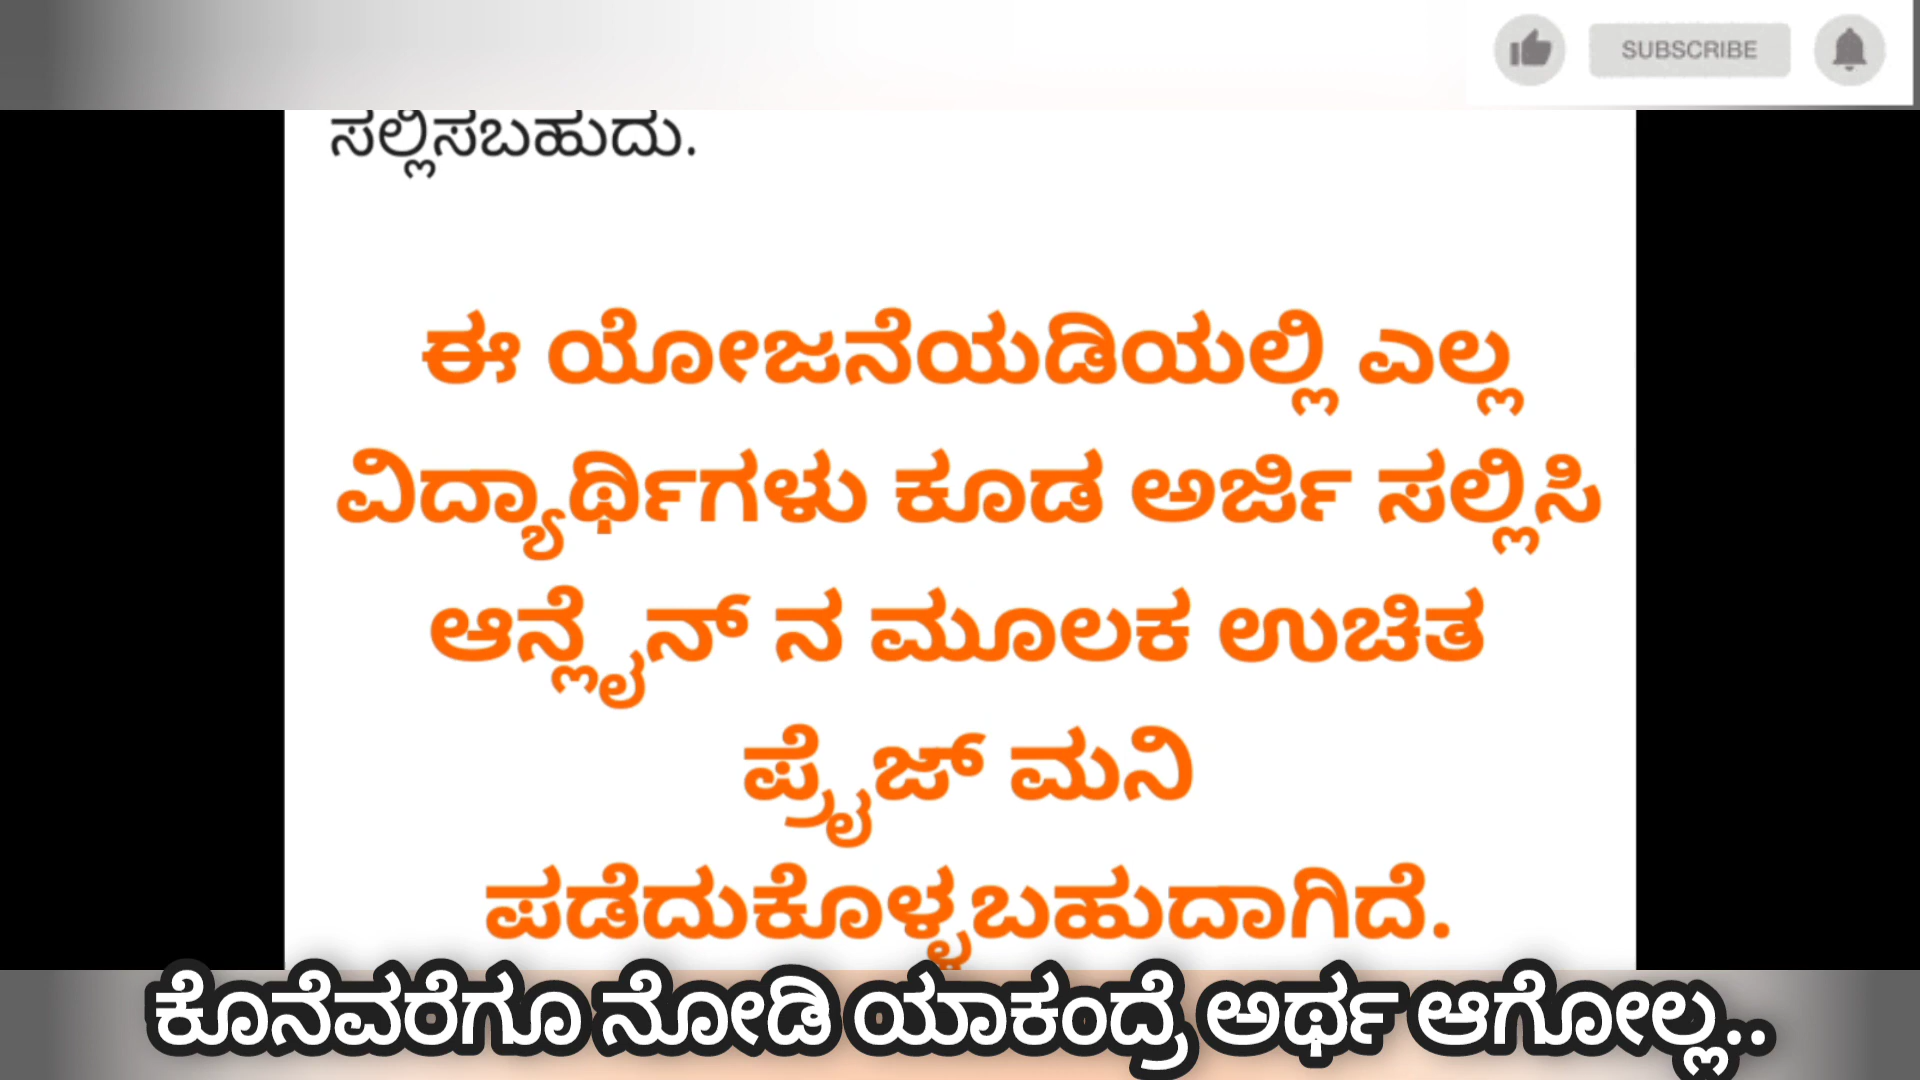 SUBSCRIBE
ಸಲ್ಲಿಸಬಹುದು.
ಈ ಯೋಜನೆಯಡಿಯಲ್ಲಿ ಎಲ್ಲ
ವಿದ್ಯಾರ್ಥಿಗಳು ಕೂಡ ಅರ್ಜಿ ಸಲ್ಲಿಸಿ
ಆನ್ಲೈನ್ ನ ಮೂಲಕ ಉಚಿತ
ಪ್ರೈಜ್ ಮನಿ
ಪಡೆದುಕೊಳ್ಳಬಹುದಾಗಿದೆ.
ಕೊನೆವರೆಗೂ ನೋಡಿ ಯಾಕಂದ್ರೆ ಅರ್ಥ ಆಗೋಲ್ಲ..